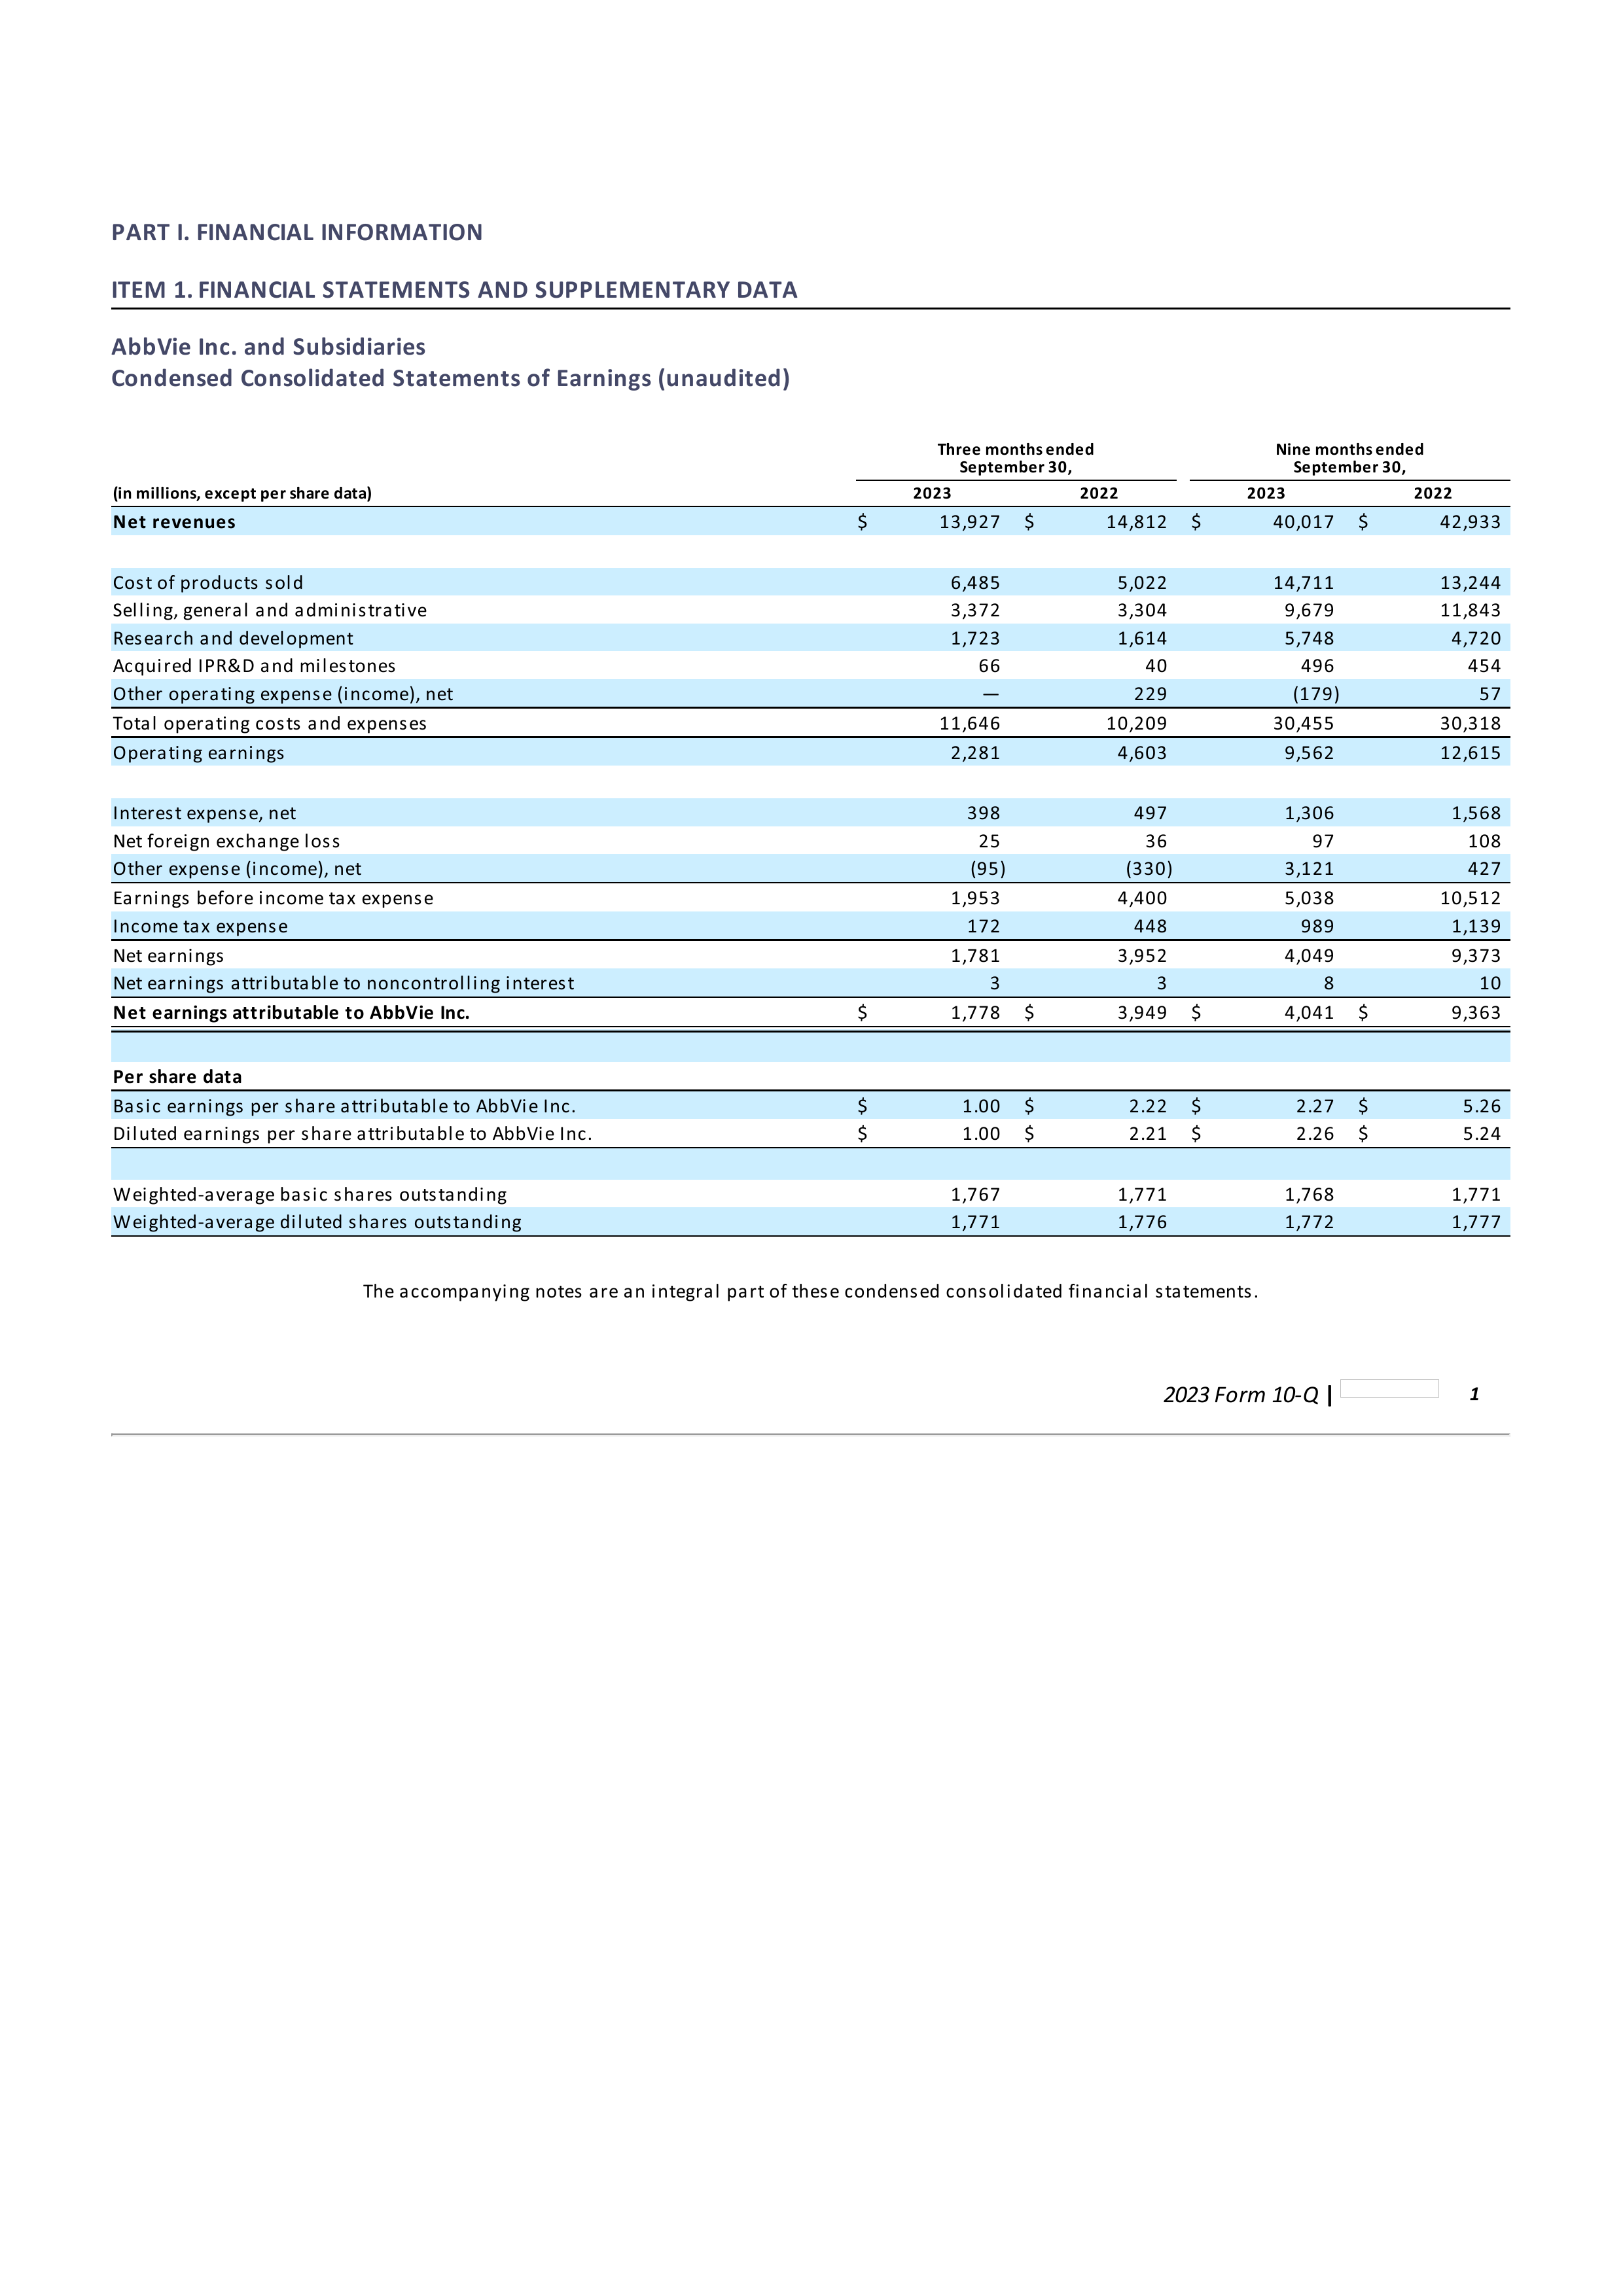 PART I. FINANCIAL INFORMATION
ITEM 1. FINANCIAL STATEMENTS AND SUPPLEMENTARY DATA
AbbVie Inc. and Subsidiaries
Condensed Consolidated Statements of Earnings (unaudited)
Three months ended September 30, Nine months ended September 30,
(in millions, except per share data) 2023 2022 2023 2022
Net revenues $ 13,927 $ 14,812 $ 40,017 $ 42,933
Cost of products sold 6,485 5,022 14,711 13,244
Selling, general and administrative 3,372 3,304 9,679 11,843
Research and development 1,723 1,614 5,748 4,720
Acquired IPR&D and milestones 66 40 496 454
Other operating expense (income), net — 229 (179) 57
Total operating costs and expenses 11,646 10,209 30,455 30,318
Operating earnings 2,281 4,603 9,562 12,615
Interest expense, net 398 497 1,306 1,568
Net foreign exchange loss 25 36 97 108
Other expense (income), net (95) (330) 3,121 427
Earnings before income tax expense 1,953 4,400 5,038 10,512
Income tax expense 172 448 989 1,139
Net earnings 1,781 3,952 4,049 9,373
Net earnings attributable to noncontrolling interest 3 3 8 10
Net earnings attributable to AbbVie Inc. $ 1,778 $ 3,949 $ 4,041 $ 9,363
Per share data
Basic earnings per share attributable to AbbVie Inc. $ 1.00 $ 2.22 $ 2.27 $ 5.26
Diluted earnings per share attributable to AbbVie Inc. $ 1.00 $ 2.21 $ 2.26 $ 5.24
Weighted-average basic shares outstanding 1,767 1,771 1,768 1,771
Weighted-average diluted shares outstanding 1,771 1,776 1,772 1,777
The accompanying notes are an integral part of these condensed consolidated financial statements.
2023 Form 10-Q | 1